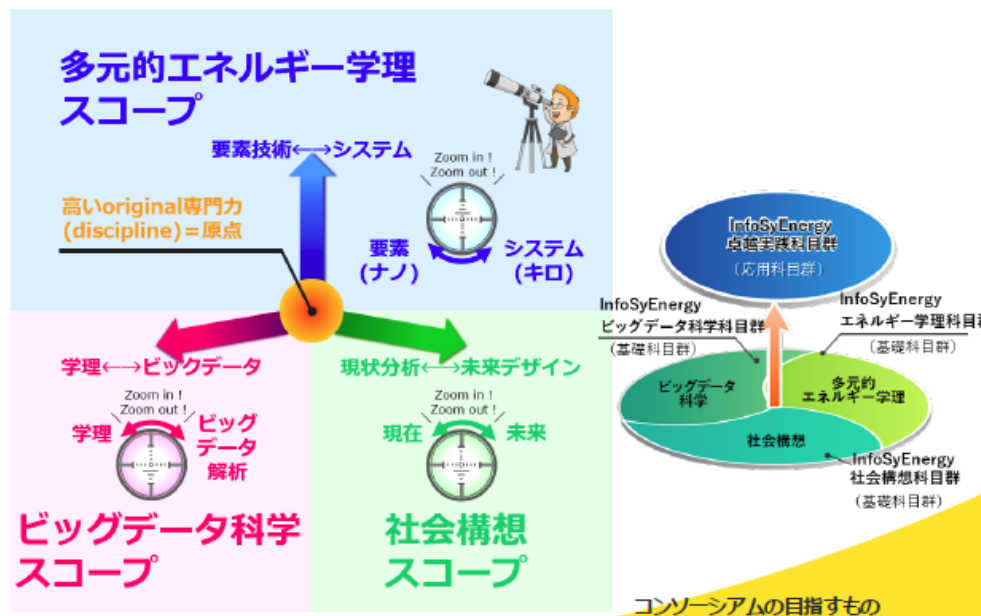 多元的エネルギー学理
スコープ
要素技術←→システム
Zoom in !
Zoom out !
高いoriginal専門力
(discipline)＝原点
要素
(ナノ)
システム
(キロ)
学理←→ビックデータ
Zoom in !
Zoom out !
学理
ビッグ
データ
解析
ビッグデータ科学
スコープ
現状分析←→未来デザイン
Zoom in !
Zoom out !
現在
未来
社会構想
スコープ
InfoSyEnergy
卓越実践科目群
(応用科目群)
InfoSyEnergy
ビッグデータ科学科目群
(基礎科目群)
InfoSyEnergy
エネルギー学理科目群
(基礎科目群)
ビッグデータ
科学
多元的
エネルギー学理
社会構想
InfoSyEnergy
社会構想科目群
(基礎科目群)
コンソーシアムの目指すもの